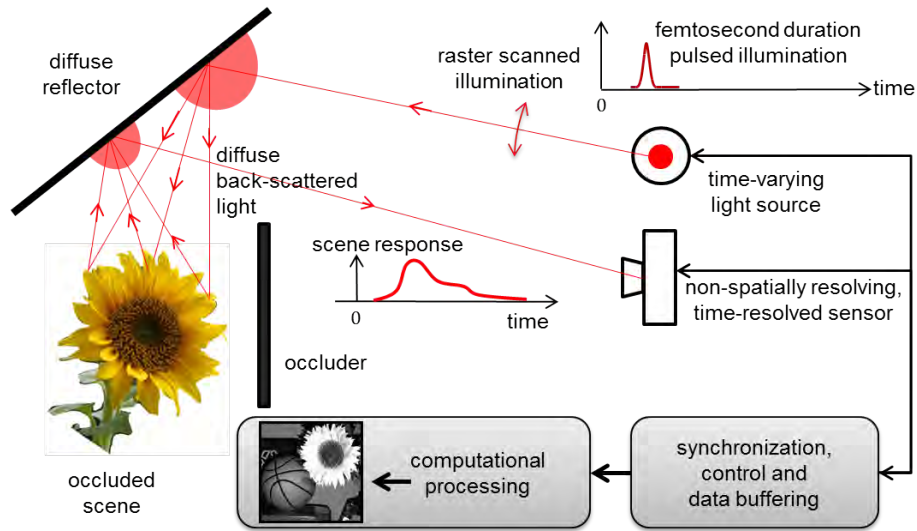 diffuse
reflector
raster scanned
illumination
femtosecond duration
pulsed illumination
0
time
diffuse
back-scattered
light
time-varying
light source
scene response
0
time
non-spatially resolving,
time-resolved sensor
occluder
occluded
scene
computational
processing
synchronization,
control and
data buffering